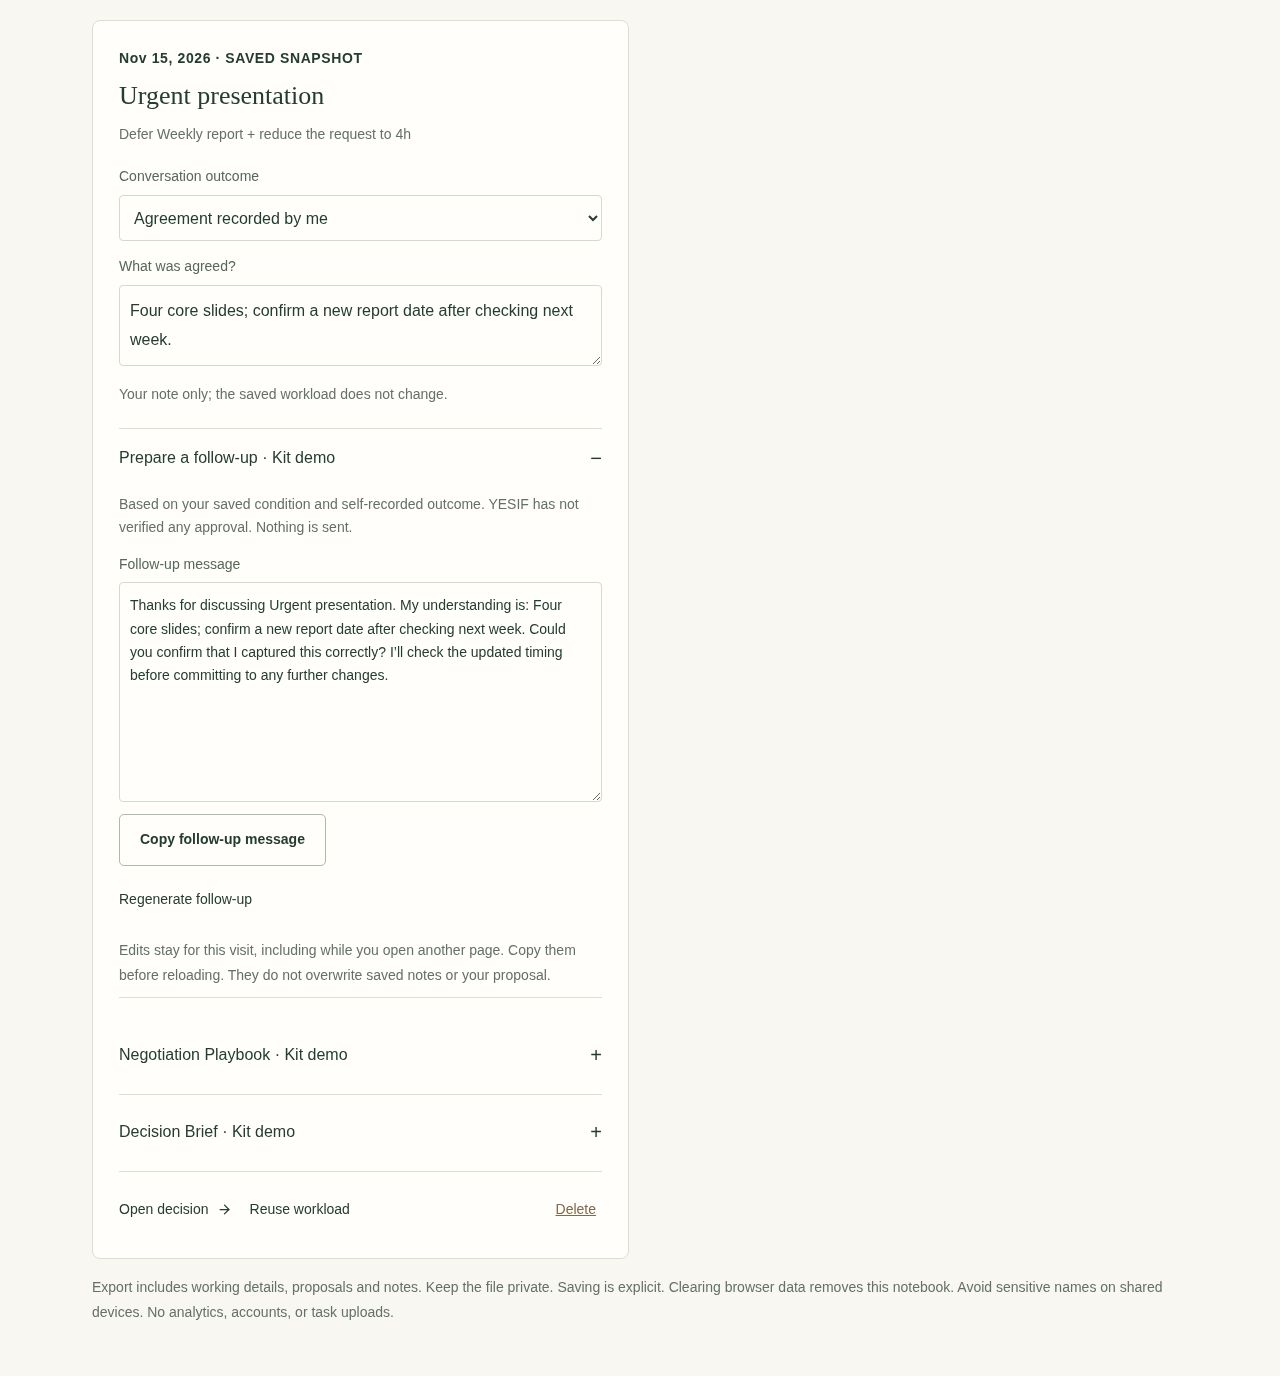 Nov 15, 2026 · SAVED SNAPSHOT
Urgent presentation
Defer Weekly report + reduce the request to 4h
Conversation outcome
Agreement recorded by me
What was agreed?
Four core slides; confirm a new report date after checking next
week.
Your note only; the saved workload does not change.
Prepare a follow-up · Kit demo −
Based on your saved condition and self-recorded outcome. YESIF has not
verified any approval. Nothing is sent.
Follow-up message
Thanks for discussing Urgent presentation. My understanding is: Four
core slides; confirm a new report date after checking next week. Could
you confirm that I captured this correctly? I’ll check the updated timing
before committing to any further changes.
Copy follow-up message
Regenerate follow-up
Edits stay for this visit, including while you open another page. Copy them
before reloading. They do not overwrite saved notes or your proposal.
Negotiation Playbook · Kit demo +
Decision Brief · Kit demo +
Open decision → Reuse workload Delete
Export includes working details, proposals and notes. Keep the file private. Saving is explicit. Clearing browser data removes this notebook. Avoid sensitive names on shared
devices. No analytics, accounts, or task uploads.